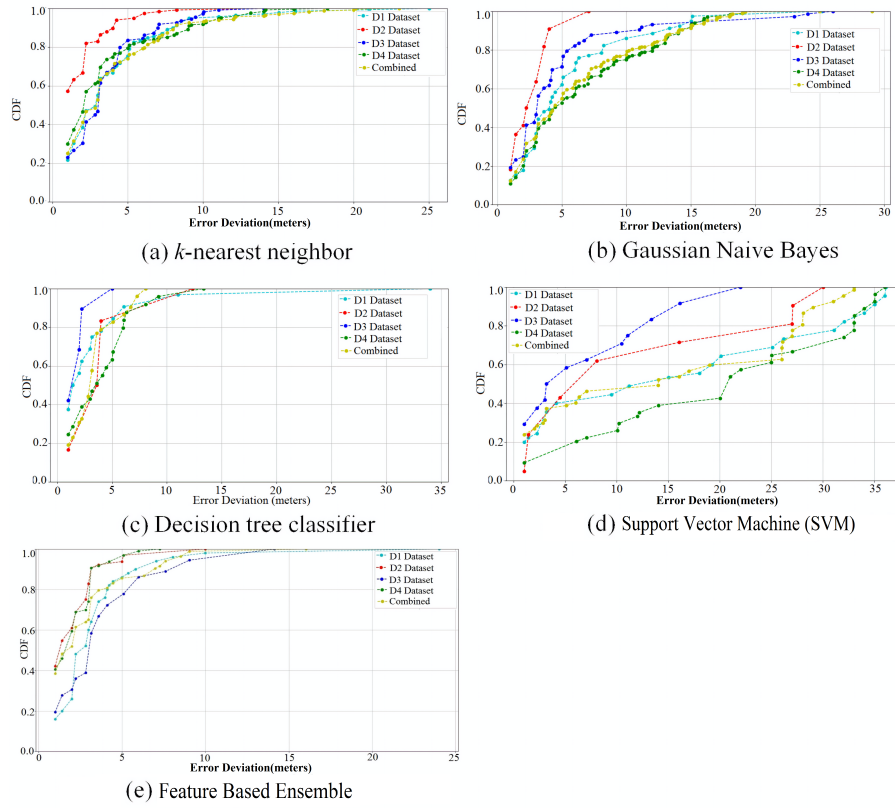 1.0
0.8
0.6
0.4
0.2
0.0
CDF
0
5
10
15
20
25
Error Deviation(meters)
D1 Dataset
D2 Dataset
D3 Dataset
D4 Dataset
Combined
(a) k-nearest neighbor
1.0
0.8
0.6
0.4
0.2
0.0
CDF
0
5
10
15
20
25
30
Error Deviation(meters)
D1 Dataset
D2 Dataset
D3 Dataset
D4 Dataset
Combined
(b) Gaussian Naive Bayes
1.0
0.8
0.6
0.4
0.2
0.0
CDF
0
5
10
15
20
25
30
35
Error Deviation (meters)
D1 Dataset
D2 Dataset
D3 Dataset
D4 Dataset
Combined
(c) Decision tree classifier
1.0
0.8
0.6
0.4
0.2
0.0
CDF
0
5
10
15
20
25
30
35
Error Deviation(meters)
D1 Dataset
D2 Dataset
D3 Dataset
D4 Dataset
Combined
(d) Support Vector Machine (SVM)
1.0
0.8
0.6
0.4
0.2
0.0
CDF
0
5
10
15
20
25
Error Deviation(meters)
D1 Dataset
D2 Dataset
D3 Dataset
D4 Dataset
Combined
(e) Feature Based Ensemble